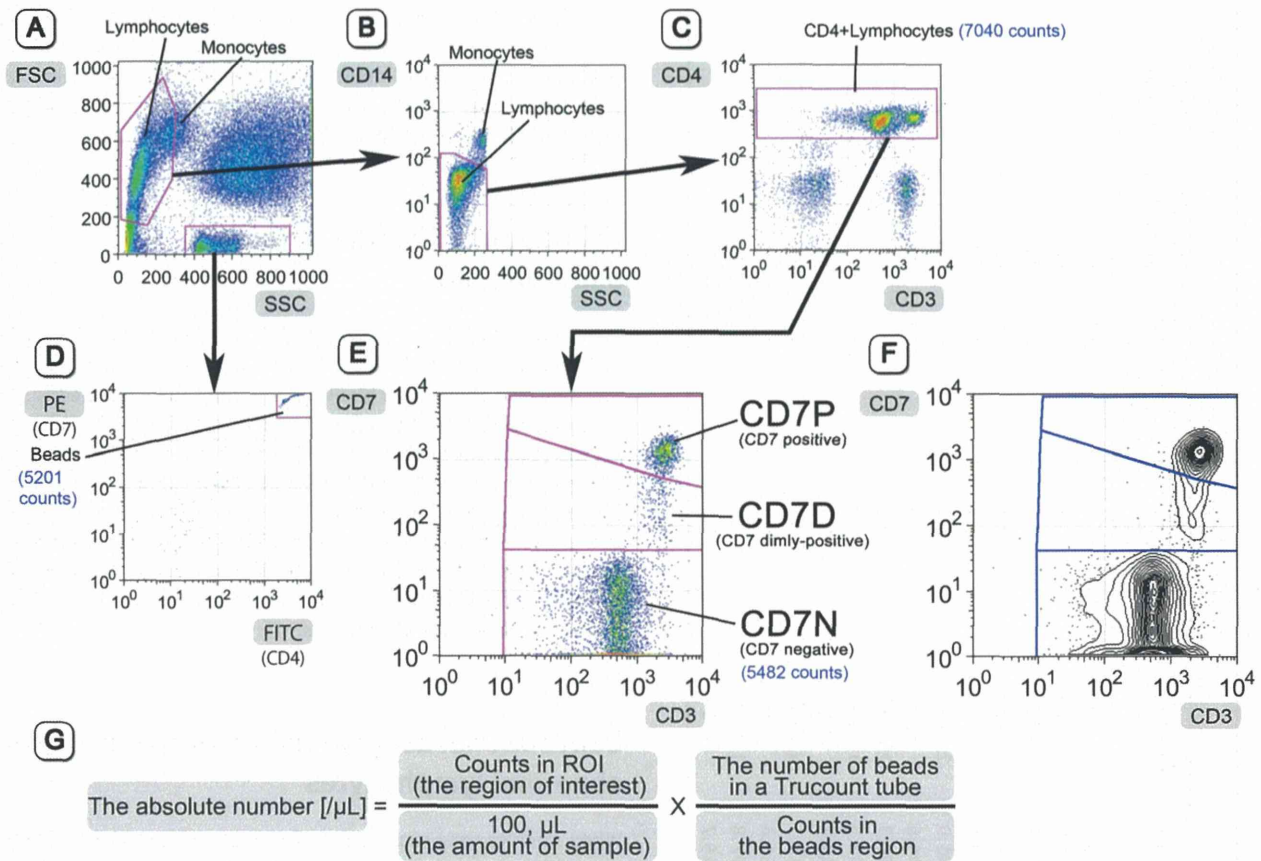 A
Lymphocytes
Monocytes
FSC
1000
800
600
400
200
0
0 200 400 600 800 1000
SSC
B
CD14
Monocytes
Lymphocytes
10^4
10^3
10^2
10^1
10^0
0 200 400 600 800 1000
SSC
C
CD4+Lymphocytes (7040 counts)
CD4
10^4
10^3
10^2
10^1
10^0
10^0 10^1 10^2 10^3 10^4
CD3
D
PE
(CD7)
Beads
(5201
counts)
10^4
10^3
10^2
10^1
10^0
10^0 10^1 10^2 10^3 10^4
FITC
(CD4)
E
CD7
10^4
10^3
10^2
10^1
10^0
10^0 10^1 10^2 10^3 10^4
CD3
CD7P
(CD7 positive)
CD7D
(CD7 dimly-positive)
CD7N
(CD7 negative)
(5482 counts)
F
CD7
10^4
10^3
10^2
10^1
10^0
10^0 10^1 10^2 10^3 10^4
CD3
G
The absolute number [/μL] =
Counts in ROI
(the region of interest)
100, μL
(the amount of sample)
X
The number of beads
in a Trucount tube
Counts in
the beads region